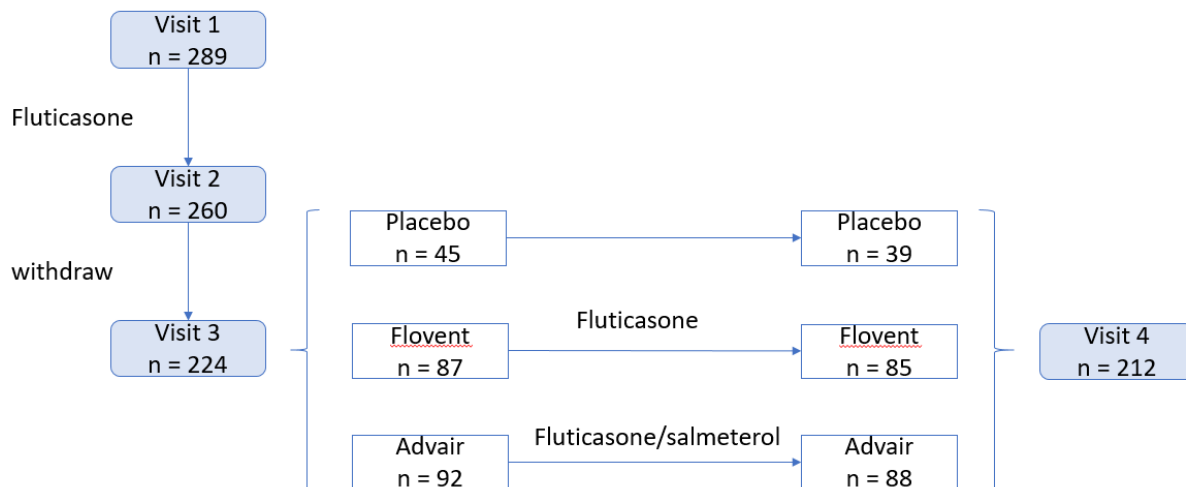 Visit 1
n = 289
Fluticasone
Visit 2
n = 260
withdraw
Visit 3
n = 224
Placebo
n = 45
Placebo
n = 39
Flovent
n = 87
Fluticasone
Flovent
n = 85
Advair
n = 92
Fluticasone/salmeterol
Advair
n = 88
Visit 4
n = 212